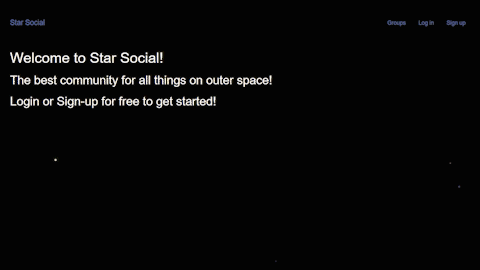 Star Social
Groups Log in Sign up
Welcome to Star Social!
The best community for all things on outer space!
Login or Sign-up for free to get started!